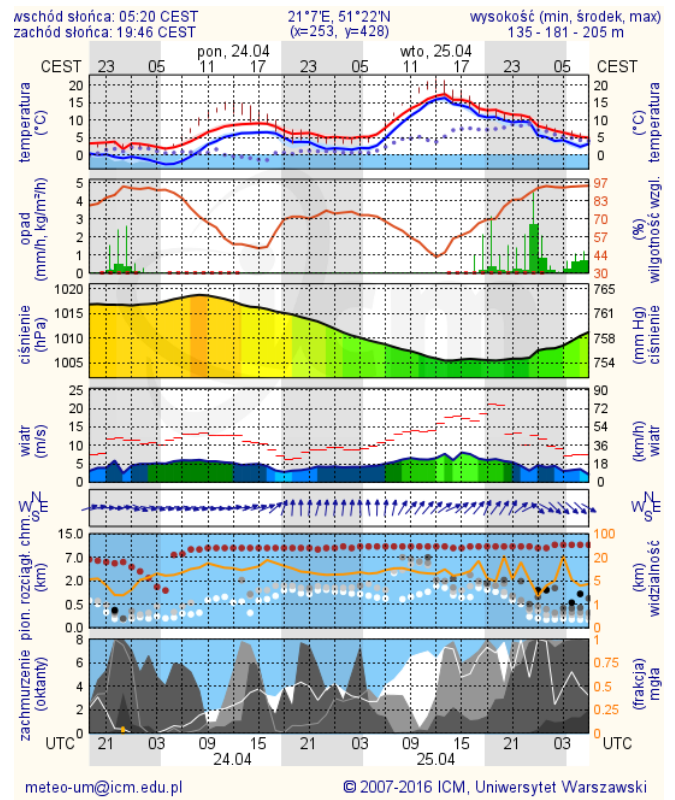 wschód słońca: 05:20 CEST
zachód słońca: 19:46 CEST
21°7'E, 51°22'N
(x=253, y=428)
wysokość (min, środek, max)
135 - 181 - 205 m
pon, 24.04 wto, 25.04
CEST 23 05 11 17 23 05 11 17 23 05 CEST
temperatura
(°C)
20
15
10
5
0
20
15
10
5
0
(°C)
temperatura
opad
(mm/h, kg/m²/h)
5
4
3
2
1
0
97
83
70
57
44
30
(%)
wilgotność wzgl.
ciśnienie
(hPa)
1020
1015
1010
1005
765
761
758
754
(mm Hg)
ciśnienie
wiatr
(m/s)
25
20
15
10
5
0
90
72
54
36
18
0
(km/h)
wiatr
N
W E
S
N
W E
S
pion. rozciągł. chm.
(km)
15.0
7.0
2.0
0.5
0.0
100
20
5
1
0
(km)
widzialność
zachmurzenie
(oktanty)
8
6
4
2
0
1
0.75
0.5
0.25
0
(frakcja)
mgła
UTC 21 03 09 15 21 03 09 15 21 03 UTC
24.04 25.04
meteo-um@icm.edu.pl
© 2007-2016 ICM, Uniwersytet Warszawski